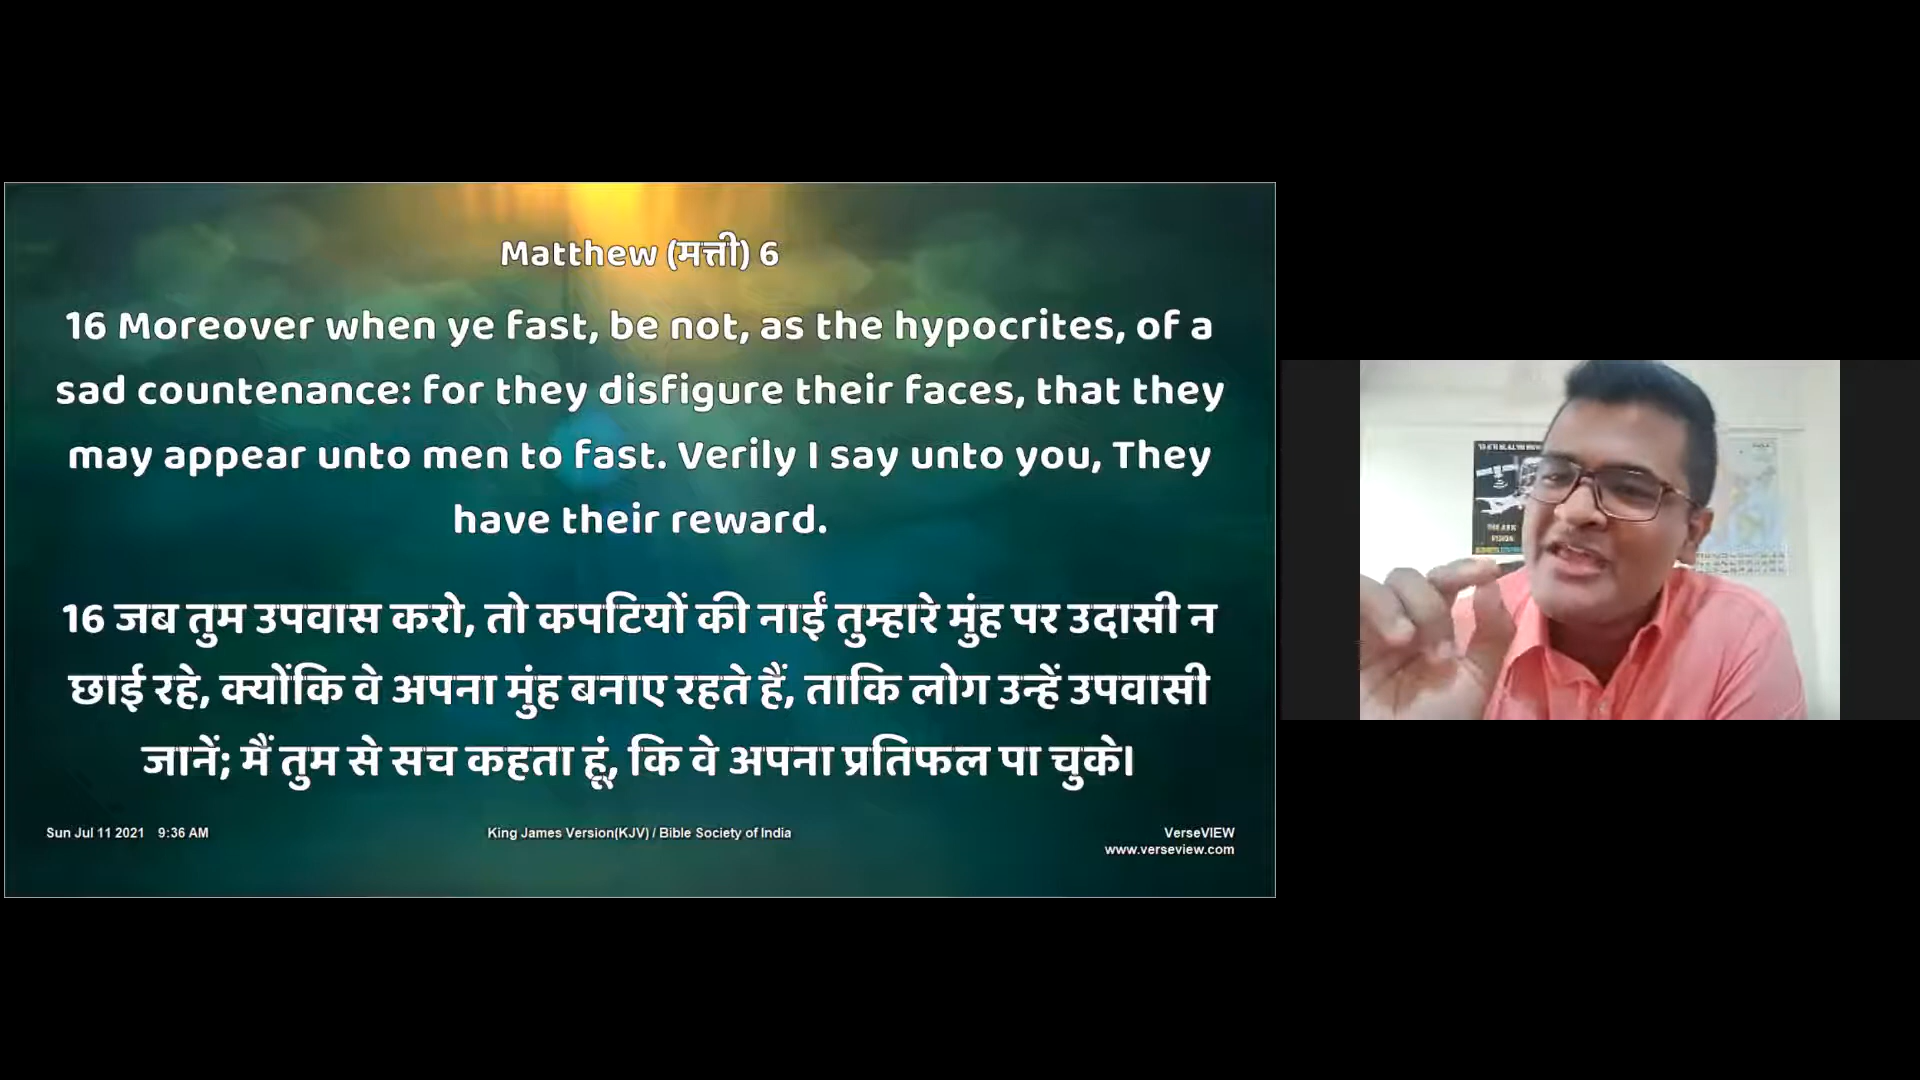 Matthew (मत्ती) 6
16 Moreover when ye fast, be not, as the hypocrites, of a
sad countenance: for they disfigure their faces, that they
may appear unto men to fast. Verily I say unto you, They
have their reward.
16 जब तुम उपवास करो, तो कपटियों की नाईं तुम्हारे मुंह पर उदासी न
छाई रहे, क्योंकि वे अपना मुंह बनाए रहते हैं, ताकि लोग उन्हें उपवासी
जानें; मैं तुम से सच कहता हूं, कि वे अपना प्रतिफल पा चुके।
Sun Jul 11 2021 9:36 AM
King James Version(KJV) / Bible Society of India
VerseVIEW
www.verseview.com
THE ARK
VISION